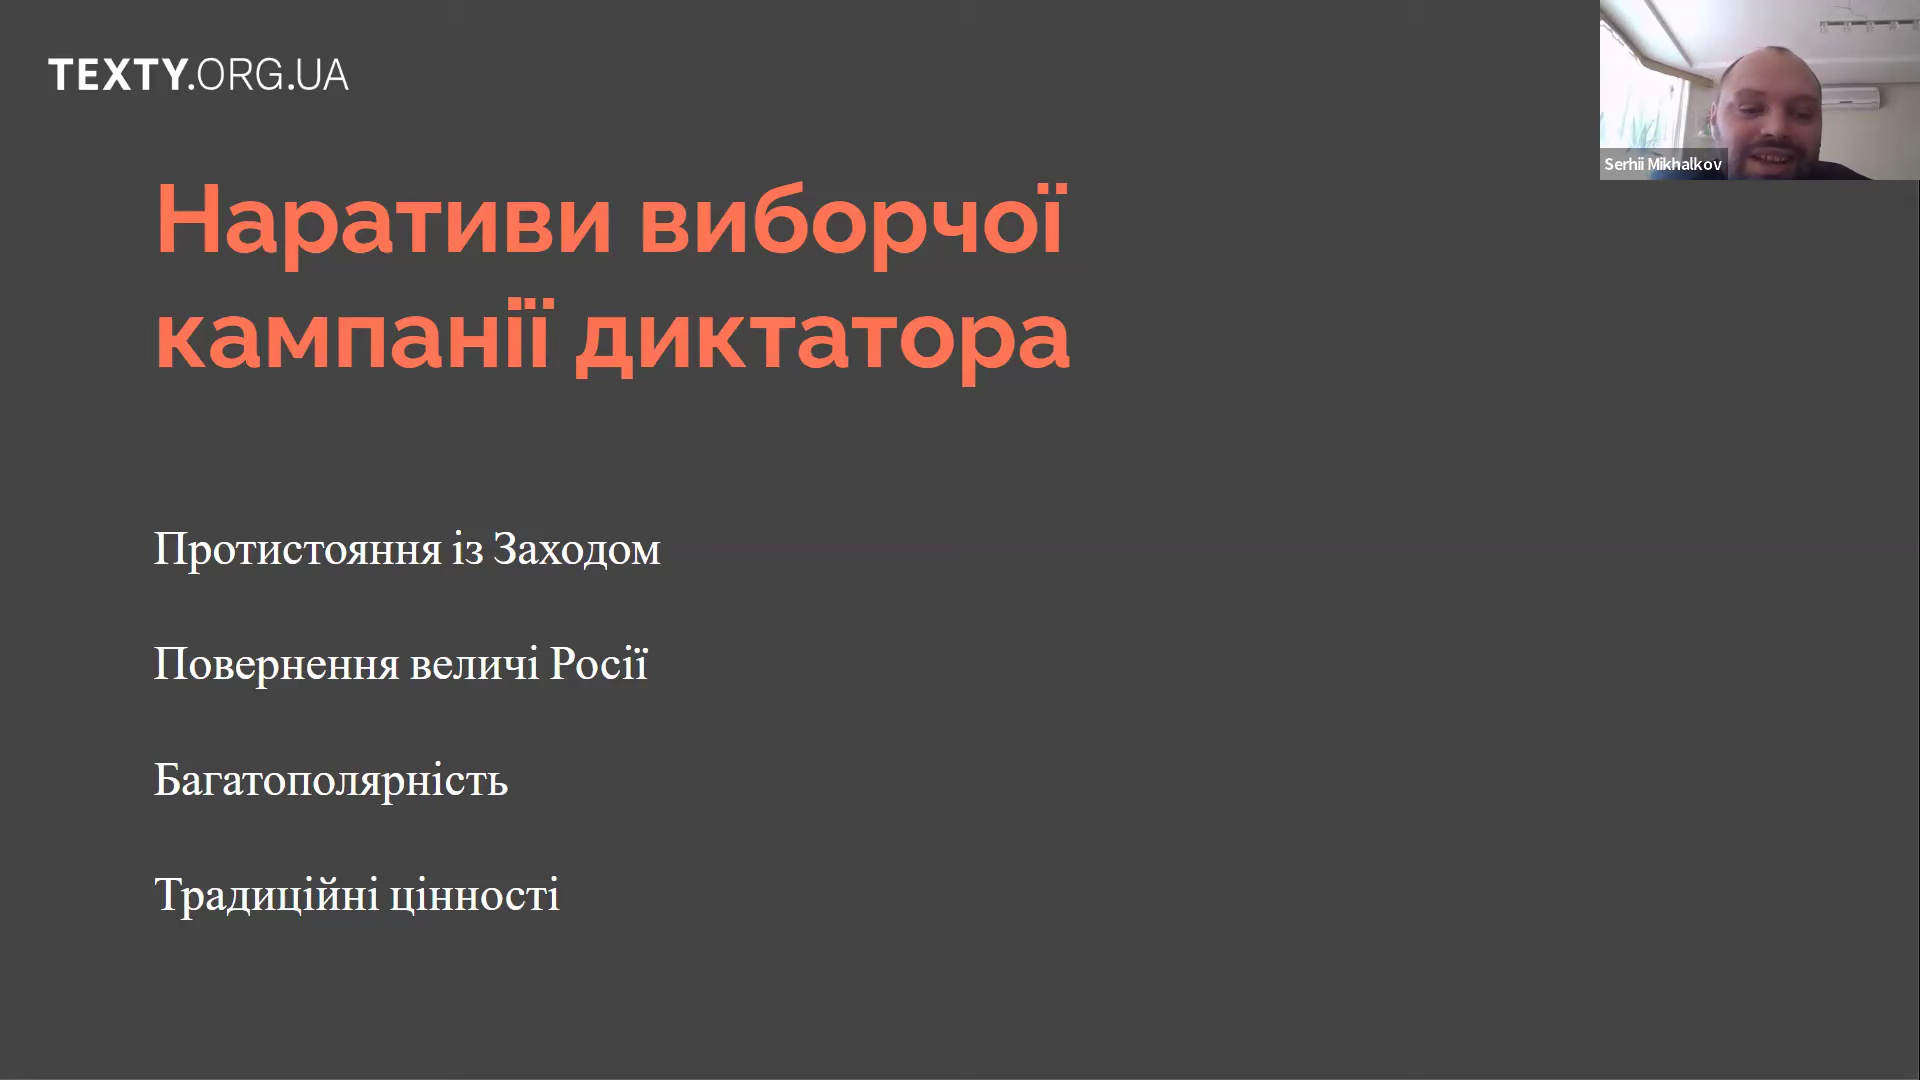 TEXTY.ORG.UA
Serhii Mikhalkov
Наративи виборчої
кампанії диктатора
Протистояння із Заходом
Повернення величі Росії
Багатополярність
Традиційні цінності